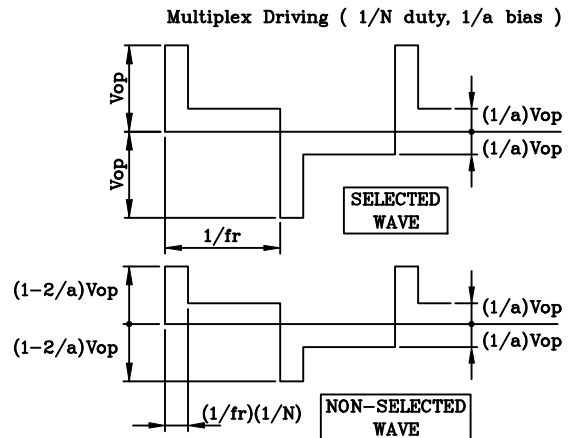 Multiplex Driving ( 1/N duty, 1/a bias )
Vop
Vop
(1/a)Vop
(1/a)Vop
SELECTED
WAVE
1/fr
(1-2/a)Vop
(1-2/a)Vop
(1/a)Vop
(1/a)Vop
(1/fr)(1/N)
NON-SELECTED
WAVE